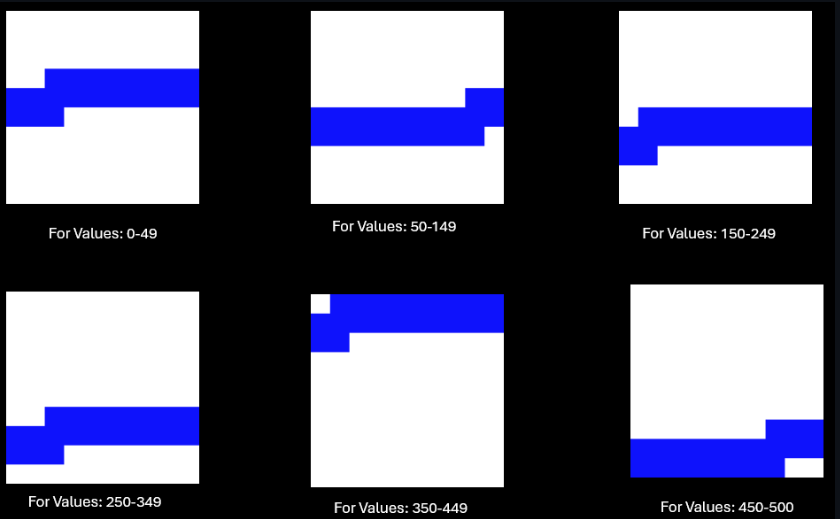 For Values: 0-49
For Values: 50-149
For Values: 150-249
For Values: 250-349
For Values: 350-449
For Values: 450-500